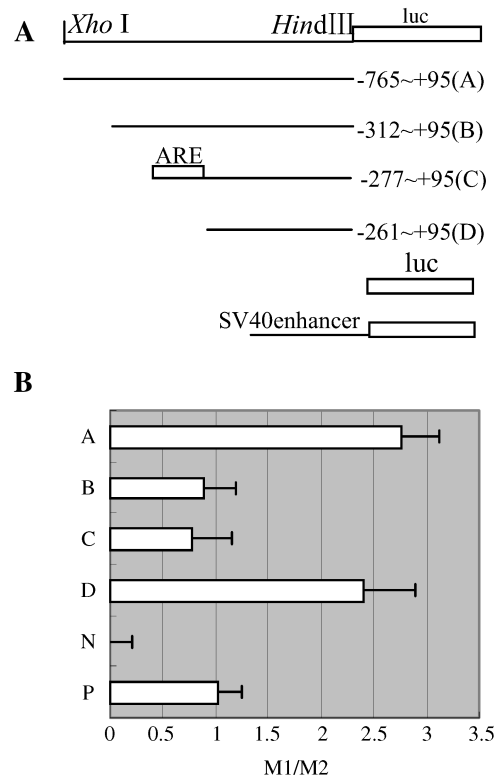 A
Xho I HindIII luc
-765~+95(A)
-312~+95(B)
ARE
-277~+95(C)
-261~+95(D)
luc
SV40enhancer
B
A
B
C
D
N
P
0 0.5 1 1.5 2 2.5 3 3.5
M1/M2